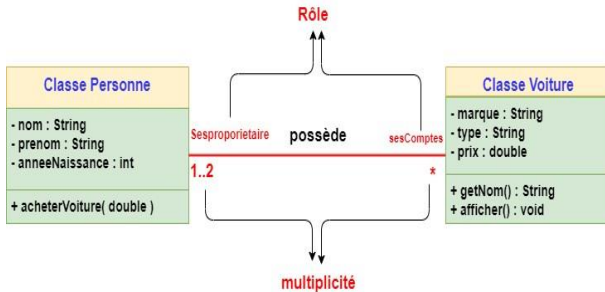 Rôle
Classe Personne
- nom : String
- prenom : String
- anneeNaissance : int
+ acheterVoiture( double )
Sesproporietaire
possède
sesComptes
1..2
*
Classe Voiture
- marque : String
- type : String
- prix : double
+ getNom() : String
+ afficher() : void
multiplicité